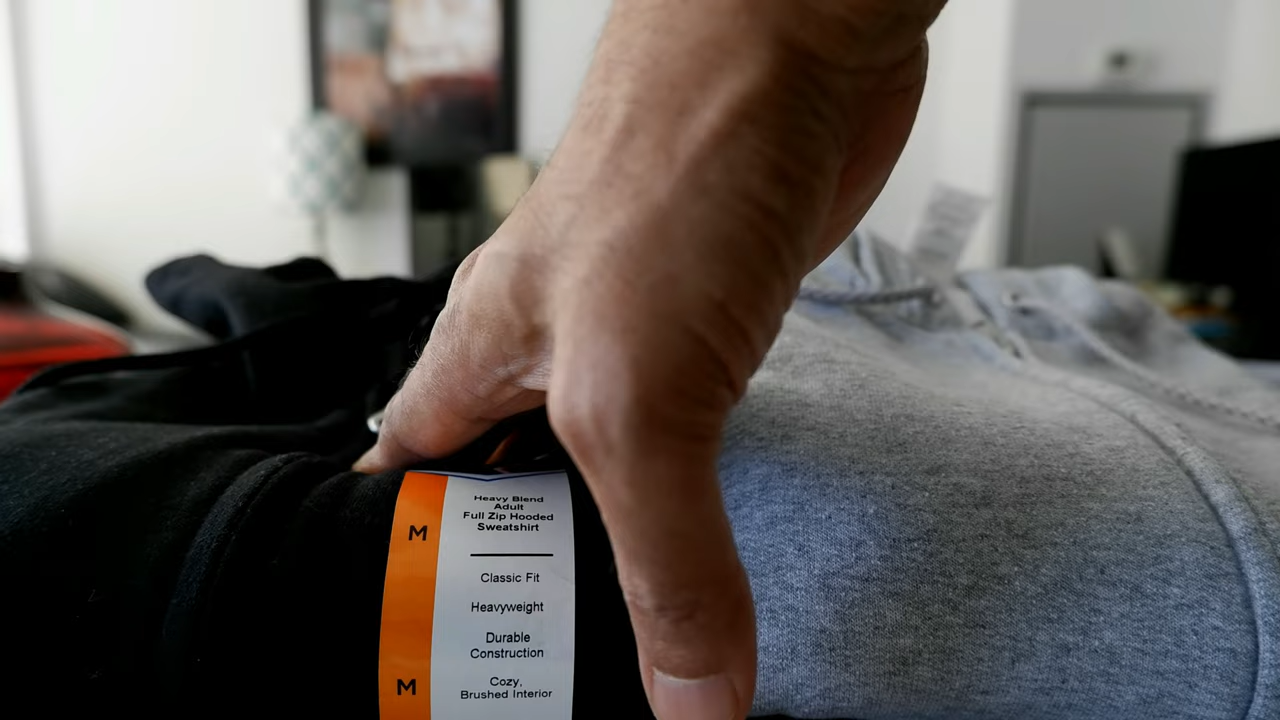 M
Heavy Blend
Adult
Full Zip Hooded
Sweatshirt
Classic Fit
Heavyweight
Durable
Construction
M
Cozy,
Brushed Interior